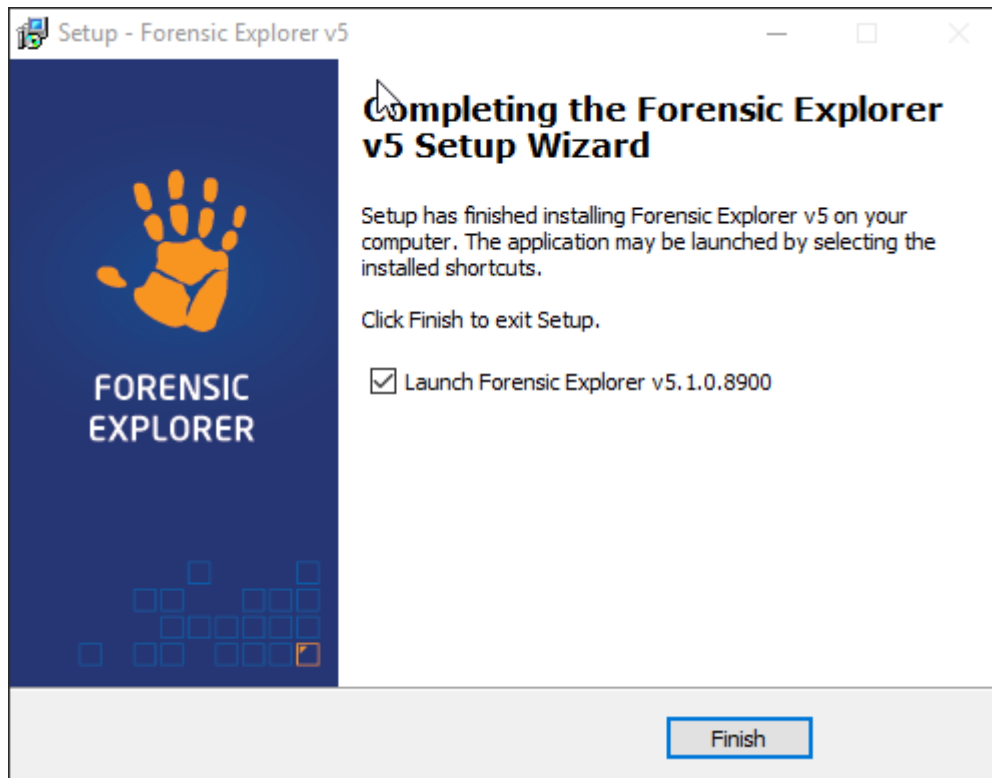 Setup - Forensic Explorer v5
Completing the Forensic Explorer
v5 Setup Wizard
Setup has finished installing Forensic Explorer v5 on your
computer. The application may be launched by selecting the
installed shortcuts.
Click Finish to exit Setup.
Launch Forensic Explorer v5.1.0.8900
FORENSIC
EXPLORER
Finish